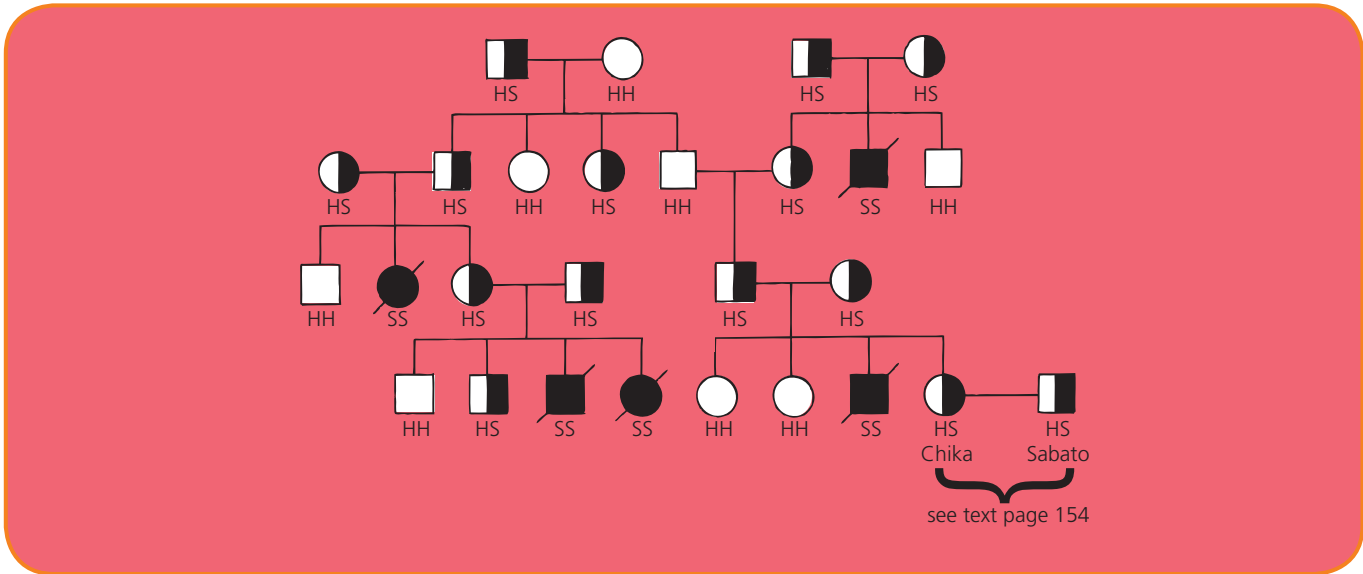 HS HH HS HS
HS HS HH HS HH HS SS HH
HH SS HS HS HS HS
HH HS SS SS HH HH SS HS HS
Chika Sabato
see text page 154